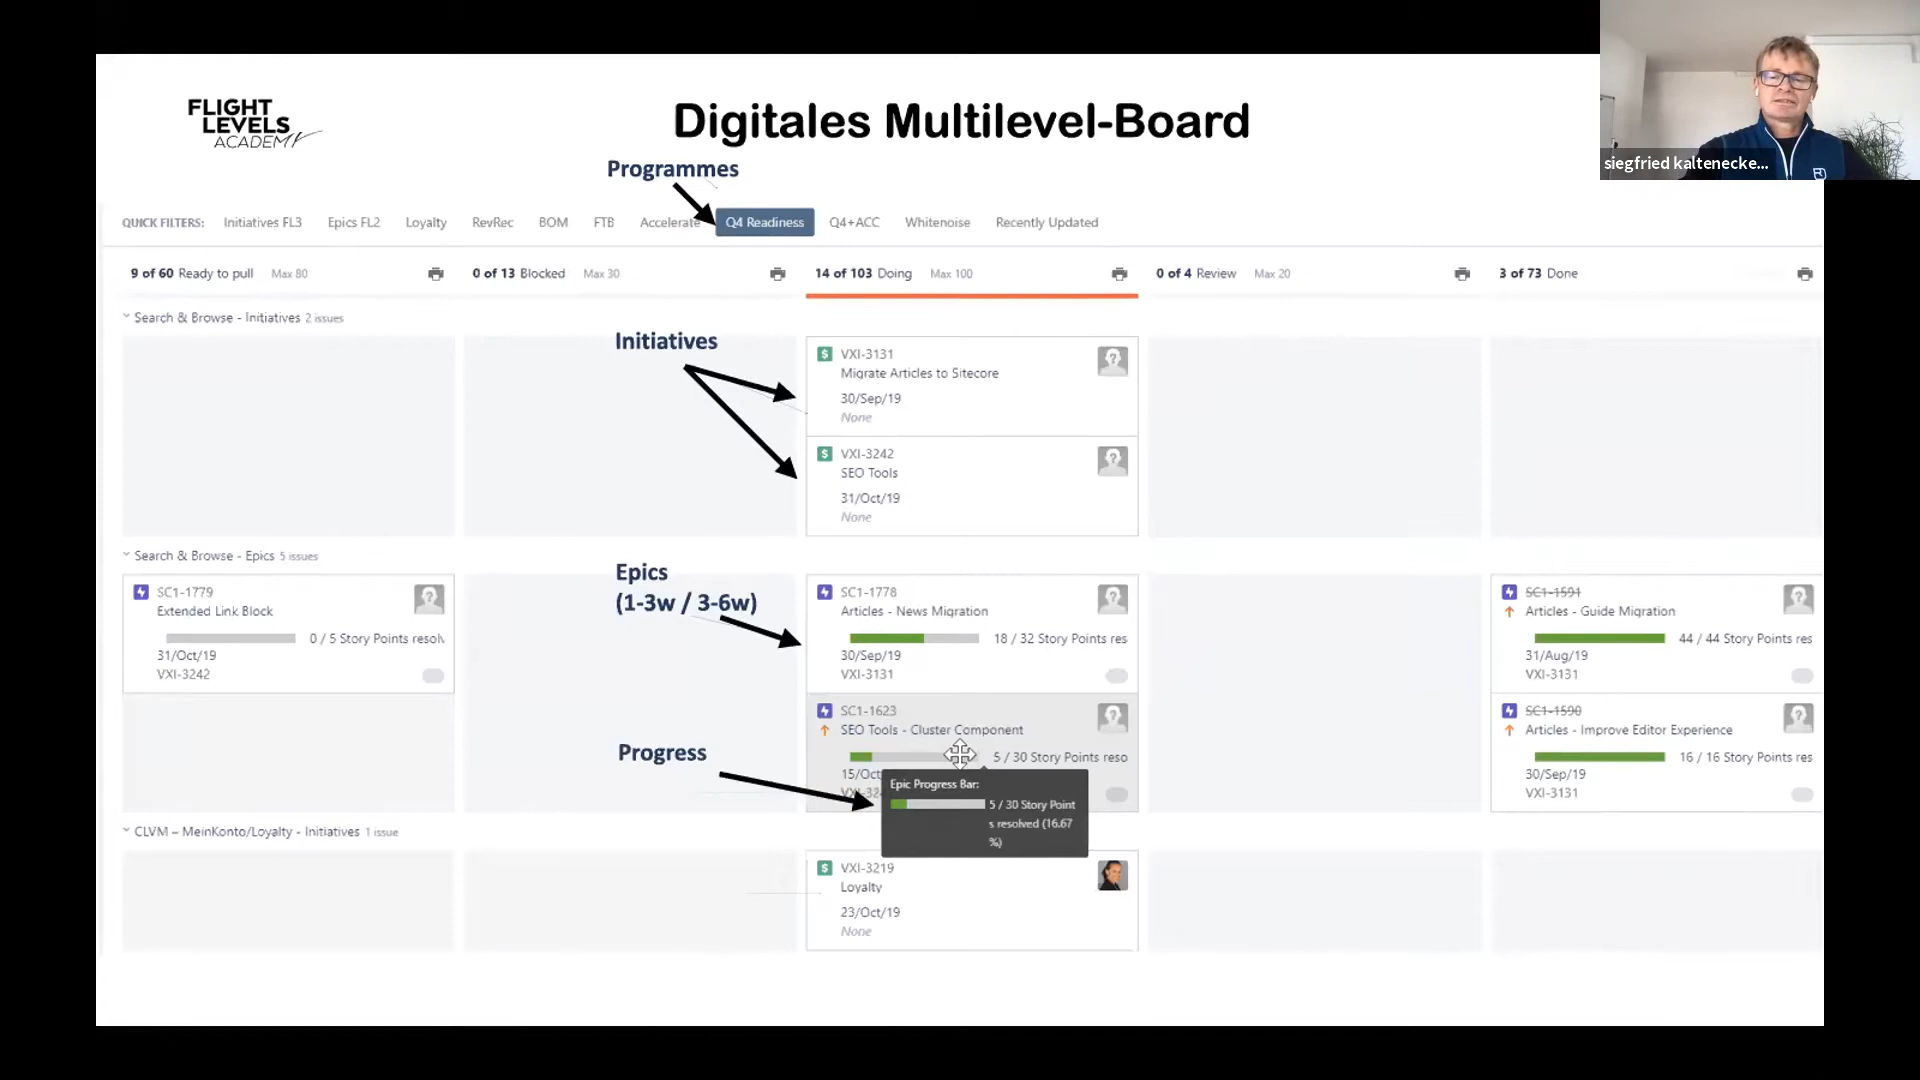 siegfried kaltenecke...
FLIGHT
LEVELS
ACADEMY
Digitales Multilevel-Board
Programmes
QUICK FILTERS: Initiatives FL3 Epics FL2 Loyalty RevRec BOM FTB Accelerate Q4 Readiness Q4+ACC Whitenoise Recently Updated
9 of 60 Ready to pull Max 80 0 of 13 Blocked Max 30 14 of 103 Doing Max 100 0 of 4 Review Max 20 3 of 73 Done
Search & Browse - Initiatives 2 issues
Initiatives
VXI-3131
Migrate Articles to Sitecore
30/Sep/19
None
VXI-3242
SEO Tools
31/Oct/19
None
Search & Browse - Epics 5 issues
SC1-1779
Extended Link Block
0 / 5 Story Points resolv
31/Oct/19
VXI-3242
Epics
(1-3w / 3-6w)
SC1-1778
Articles - News Migration
18 / 32 Story Points res
30/Sep/19
VXI-3131
SC1-1591
Articles - Guide Migration
44 / 44 Story Points res
31/Aug/19
VXI-3131
Progress
SC1-1623
SEO Tools - Cluster Component
5 / 30 Story Points reso
15/Oct
VXI-324
Epic Progress Bar:
5 / 30 Story Point
s resolved (16.67
%)
SC1-1590
Articles - Improve Editor Experience
16 / 16 Story Points res
30/Sep/19
VXI-3131
CLVM – MeinKonto/Loyalty - Initiatives 1 issue
VXI-3219
Loyalty
23/Oct/19
None